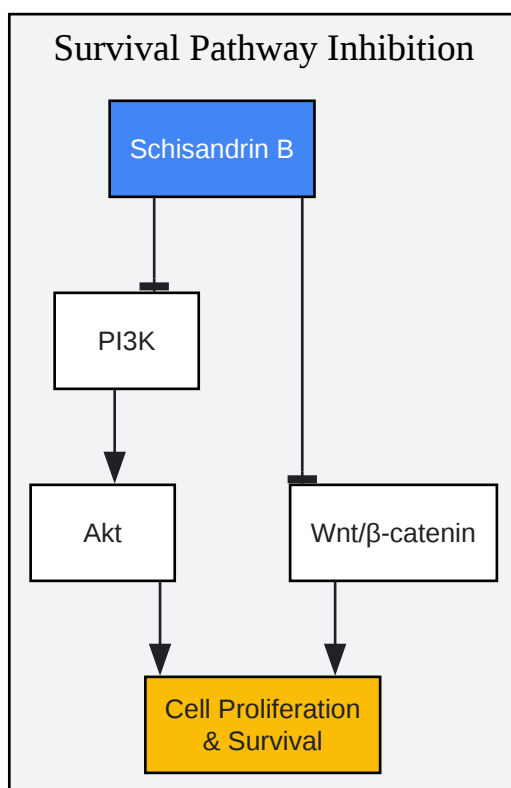 Survival Pathway Inhibition
Schisandrin B
PI3K
Akt
Wnt/β-catenin
Cell Proliferation
& Survival